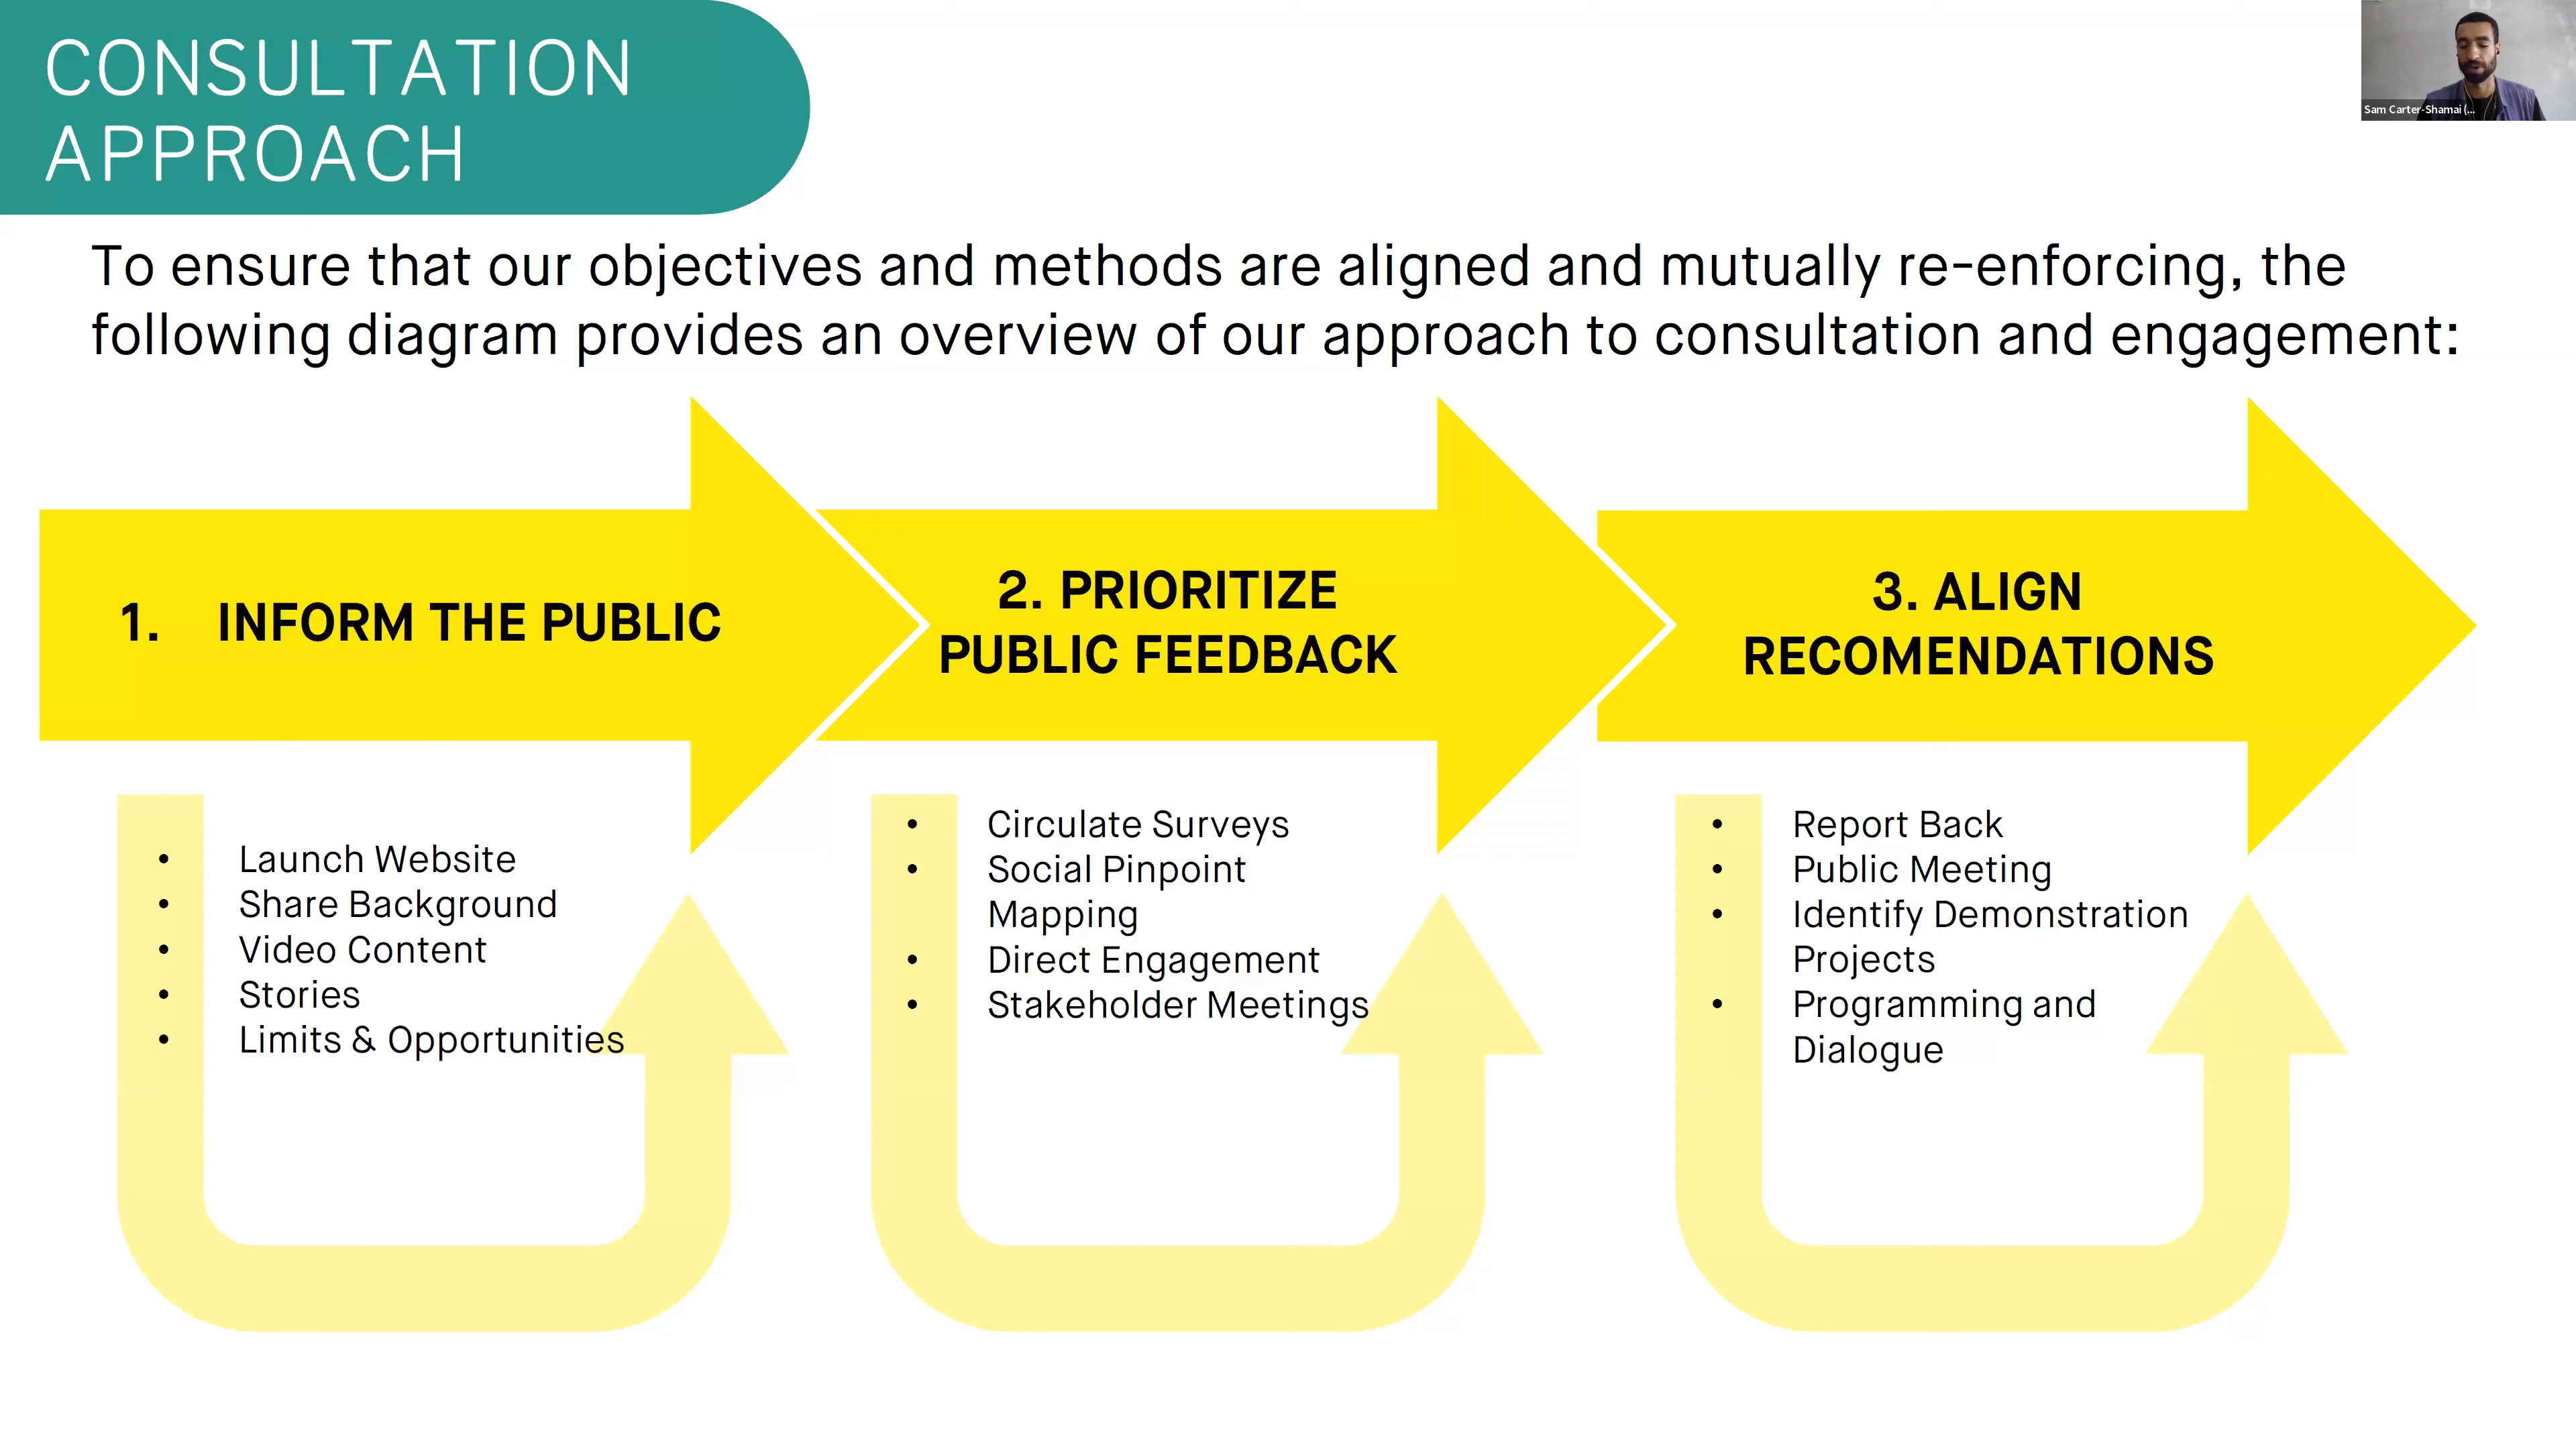 CONSULTATION
APPROACH
Sam Carter-Shamai (...
To ensure that our objectives and methods are aligned and mutually re-enforcing, the
following diagram provides an overview of our approach to consultation and engagement:
1. INFORM THE PUBLIC
2. PRIORITIZE
PUBLIC FEEDBACK
3. ALIGN
RECOMENDATIONS
• Launch Website
• Share Background
• Video Content
• Stories
• Limits & Opportunities
• Circulate Surveys
• Social Pinpoint
Mapping
• Direct Engagement
• Stakeholder Meetings
• Report Back
• Public Meeting
• Identify Demonstration
Projects
• Programming and
Dialogue